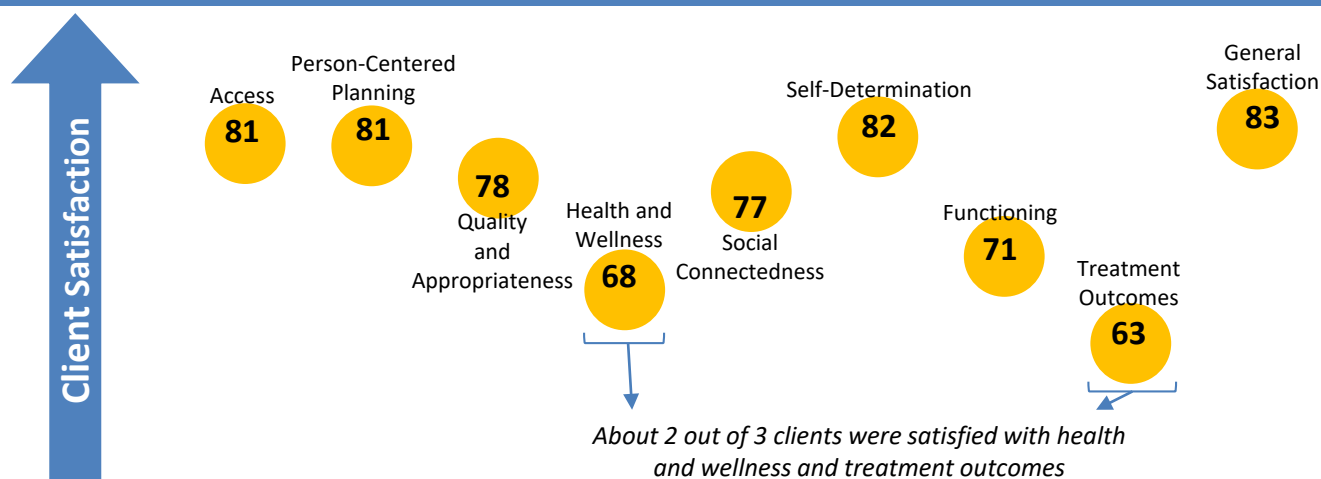 Client Satisfaction
Access
81
Person-Centered
Planning
81
78
Quality
and
Appropriateness
Health and
Wellness
68
77
Social
Connectedness
Self-Determination
82
Functioning
71
Treatment
Outcomes
63
General
Satisfaction
83
About 2 out of 3 clients were satisfied with health
and wellness and treatment outcomes